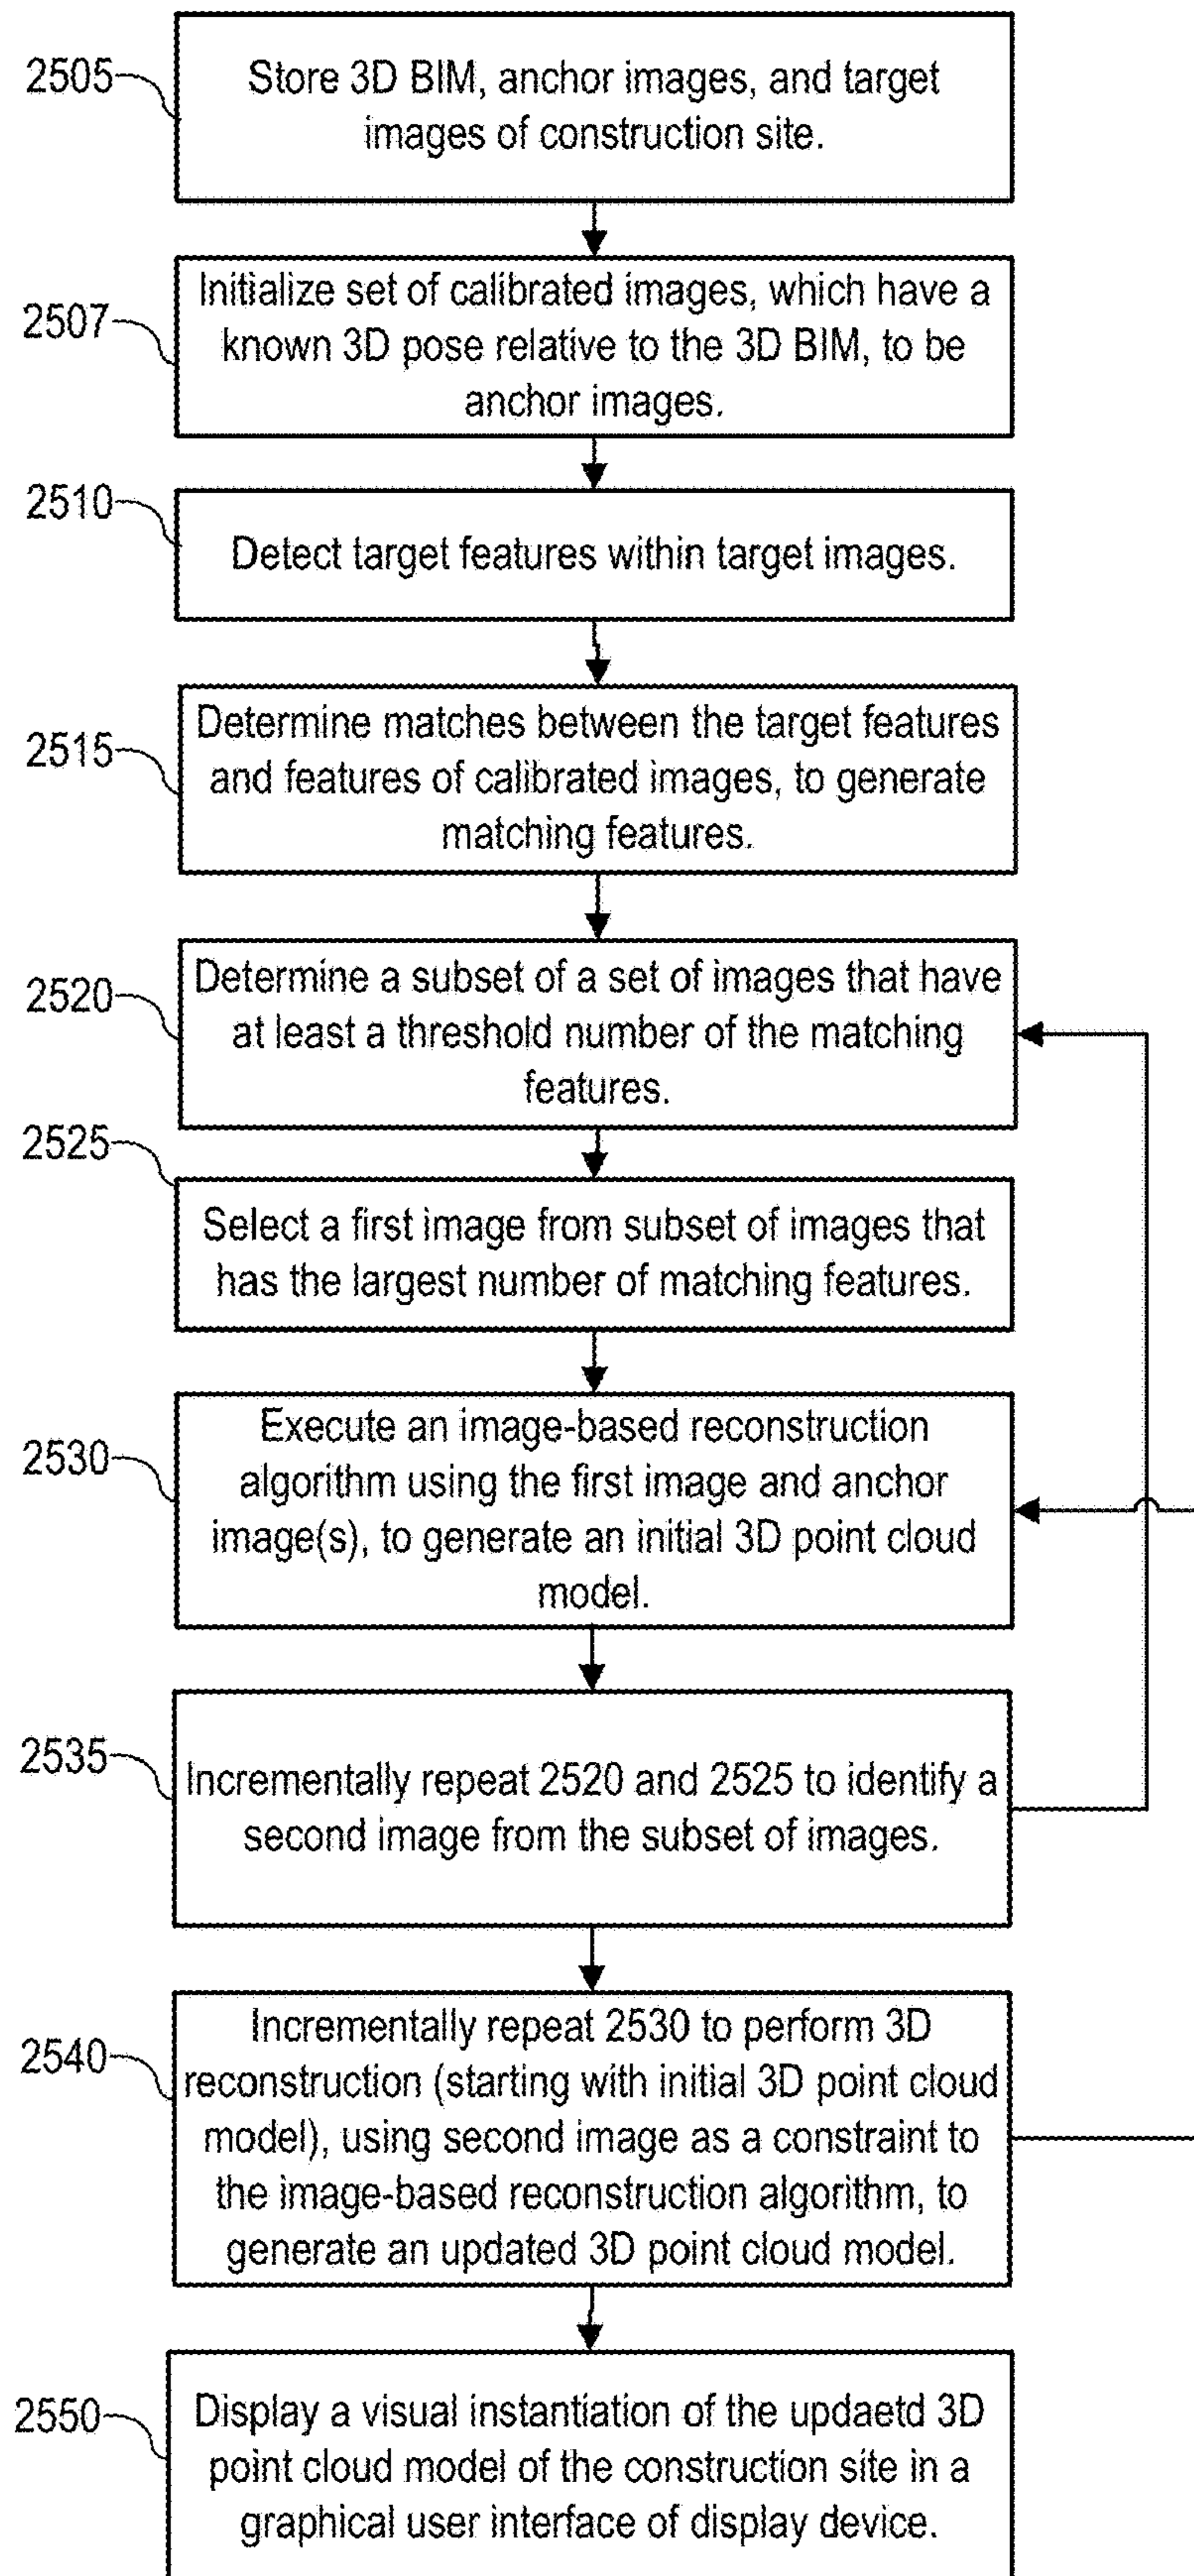 2505
Store 3D BIM, anchor images, and target
images of construction site.
2507
Initialize set of calibrated images, which have a
known 3D pose relative to the 3D BIM, to be
anchor images.
2510
Detect target features within target images.
2515
Determine matches between the target features
and features of calibrated images, to generate
matching features.
2520
Determine a subset of a set of images that have
at least a threshold number of the matching
features.
2525
Select a first image from subset of images that
has the largest number of matching features.
2530
Execute an image-based reconstruction
algorithm using the first image and anchor
image(s), to generate an initial 3D point cloud
model.
2535
Incrementally repeat 2520 and 2525 to identify a
second image from the subset of images.
2540
Incrementally repeat 2530 to perform 3D
reconstruction (starting with initial 3D point cloud
model), using second image as a constraint to
the image-based reconstruction algorithm, to
generate an updated 3D point cloud model.
2550
Display a visual instantiation of the updaetd 3D
point cloud model of the construction site in a
graphical user interface of display device.